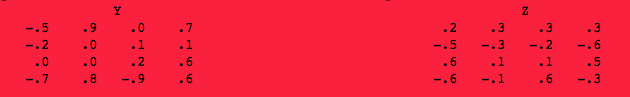 Y Z
-.5 .9 .0 .7 .2 .3 .3 .3
-.2 .0 .1 .1 -.5 -.3 -.2 -.6
.0 .0 .2 .6 .6 .1 .1 .5
-.7 .8 -.9 .6 -.6 -.1 .6 -.3